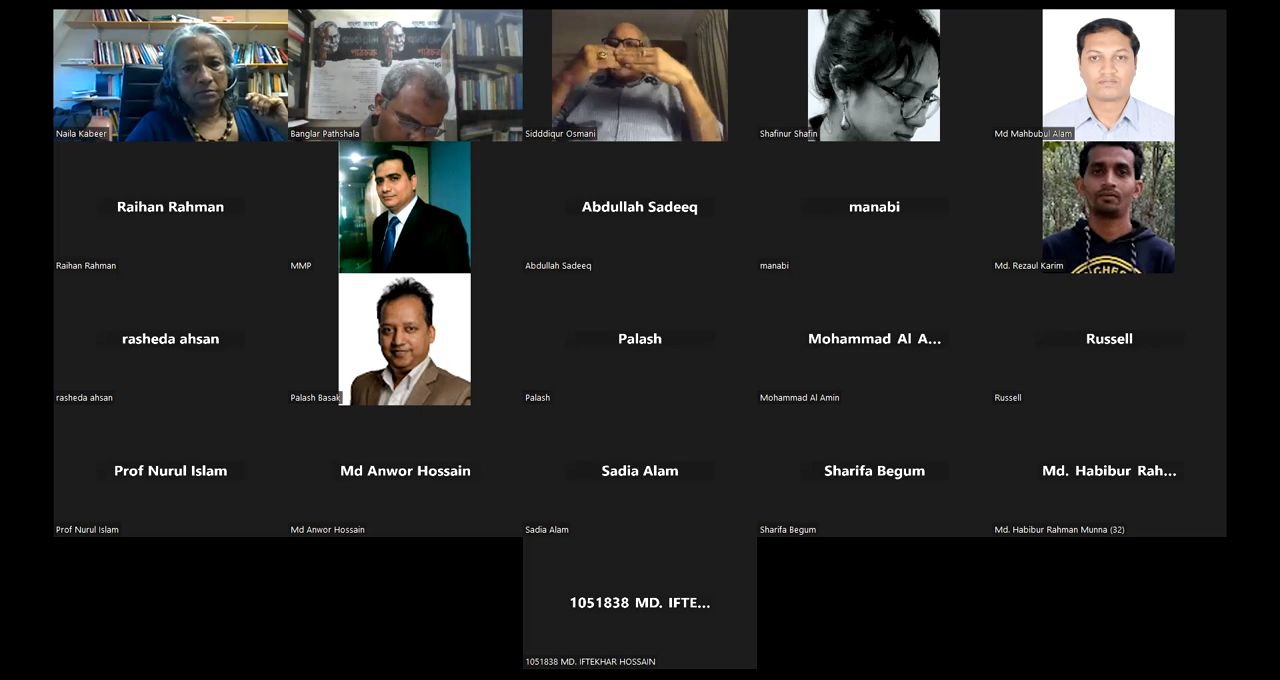 বাংলা ভাষায়
বাংলা ভাষায়
পাঠচক্র
Naila Kabeer
Banglar Pathshala
Sidddiqur Osmani
Shafinur Shafin
Md Mahbubul Alam
Raihan Rahman
Abdullah Sadeeq
manabi
Raihan Rahman
MMP
Abdullah Sadeeq
manabi
Md. Rezaul Karim
rasheda ahsan
Palash
Mohammad Al A...
Russell
rasheda ahsan
Palash Basak
Palash
Mohammad Al Amin
Russell
Prof Nurul Islam
Md Anwor Hossain
Sadia Alam
Sharifa Begum
Md. Habibur Rah...
Prof Nurul Islam
Md Anwor Hossain
Sadia Alam
Sharifa Begum
Md. Habibur Rahman Munna (32)
1051838 MD. IFTE...
1051838 MD. IFTEKHAR HOSSAIN